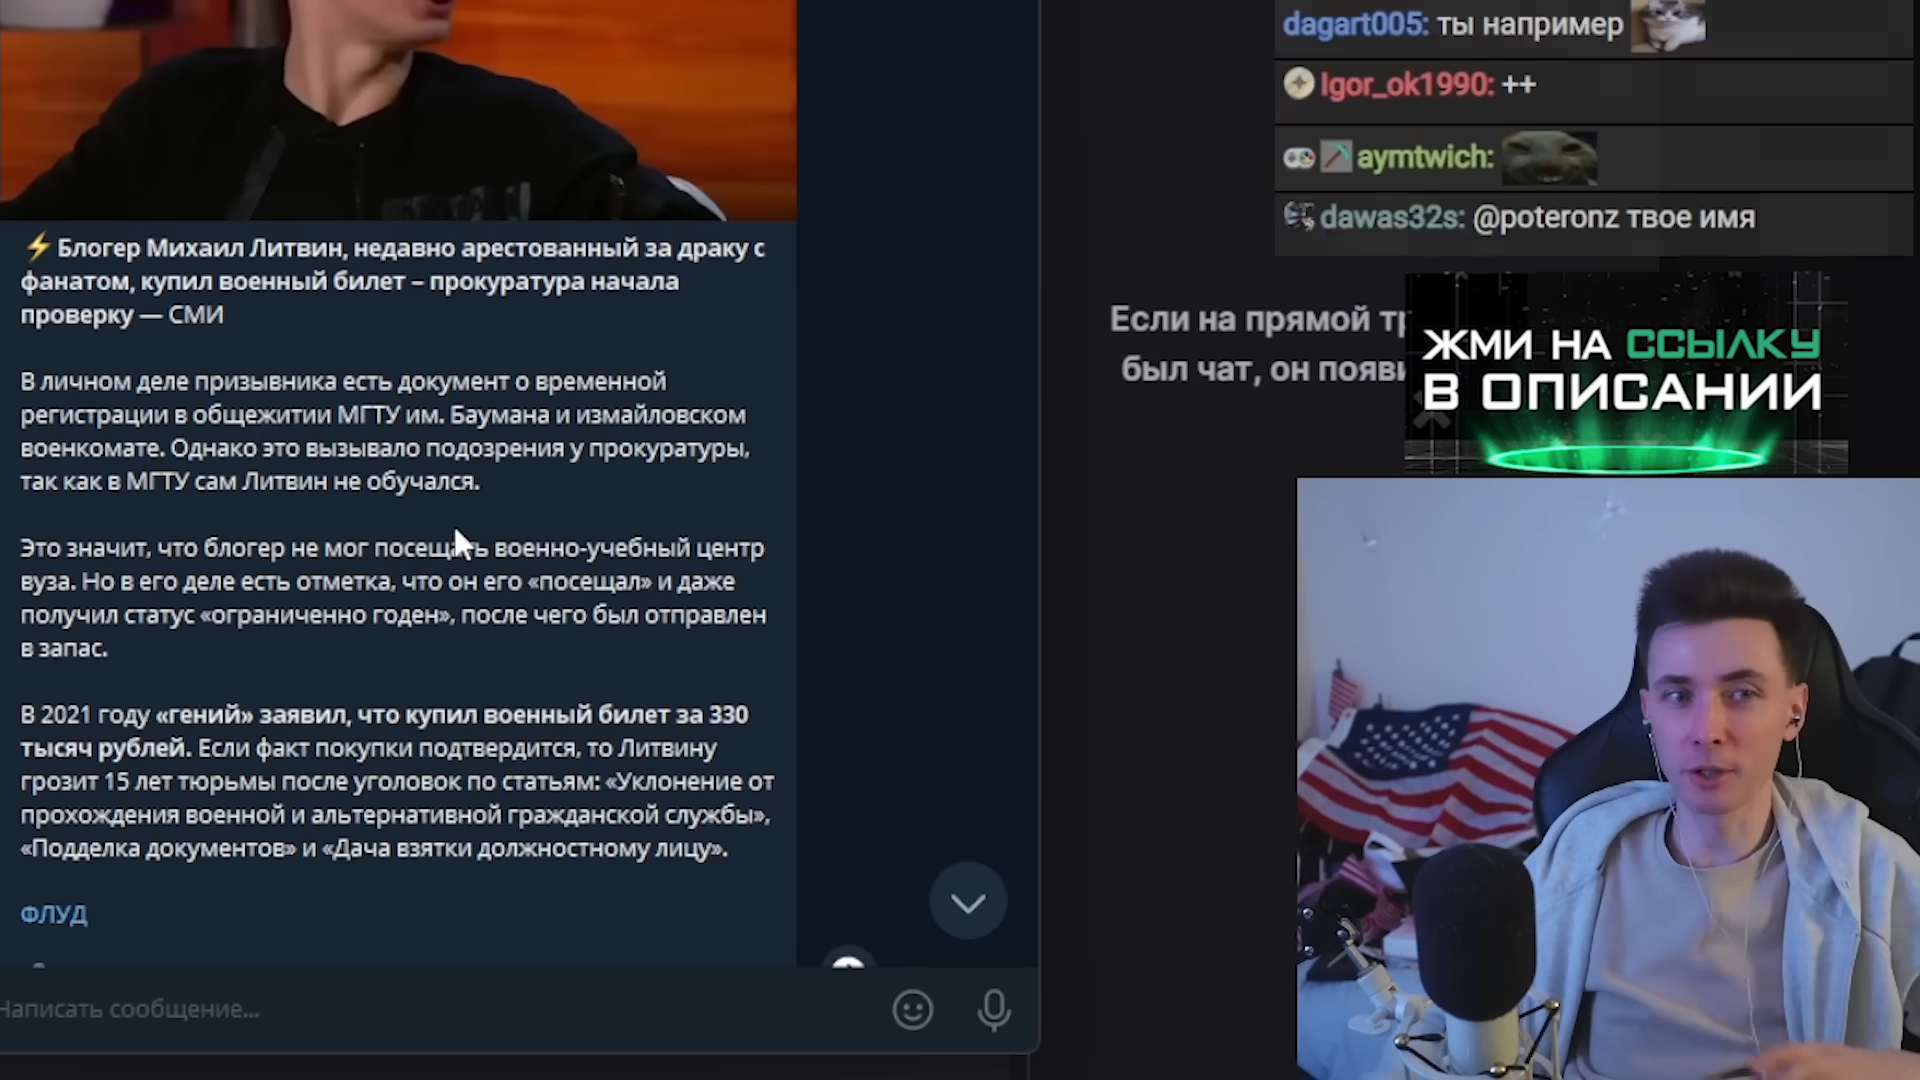 ⚡Блогер Михаил Литвин, недавно арестованный за драку с
фанатом, купил военный билет – прокуратура начала
проверку — СМИ
В личном деле призывника есть документ о временной
регистрации в общежитии МГТУ им. Баумана и измайловском
военкомате. Однако это вызывало подозрения у прокуратуры,
так как в МГТУ сам Литвин не обучался.
Это значит, что блогер не мог посещать военно-учебный центр
вуза. Но в его деле есть отметка, что он его «посещал» и даже
получил статус «ограниченно годен», после чего был отправлен
в запас.
В 2021 году «гений» заявил, что купил военный билет за 330
тысяч рублей. Если факт покупки подтвердится, то Литвину
грозит 15 лет тюрьмы после уголовок по статьям: «Уклонение от
прохождения военной и альтернативной гражданской службы»,
«Подделка документов» и «Дача взятки должностному лицу».
ФЛУД
Написать сообщение...
dagart005: ты например
Igor_ok1990: ++
aymtwich:
dawas32s: @poteronz твое имя
Если на прямой
был чат, он
ЖМИ НА ССЫЛКУ
В ОПИСАНИИ